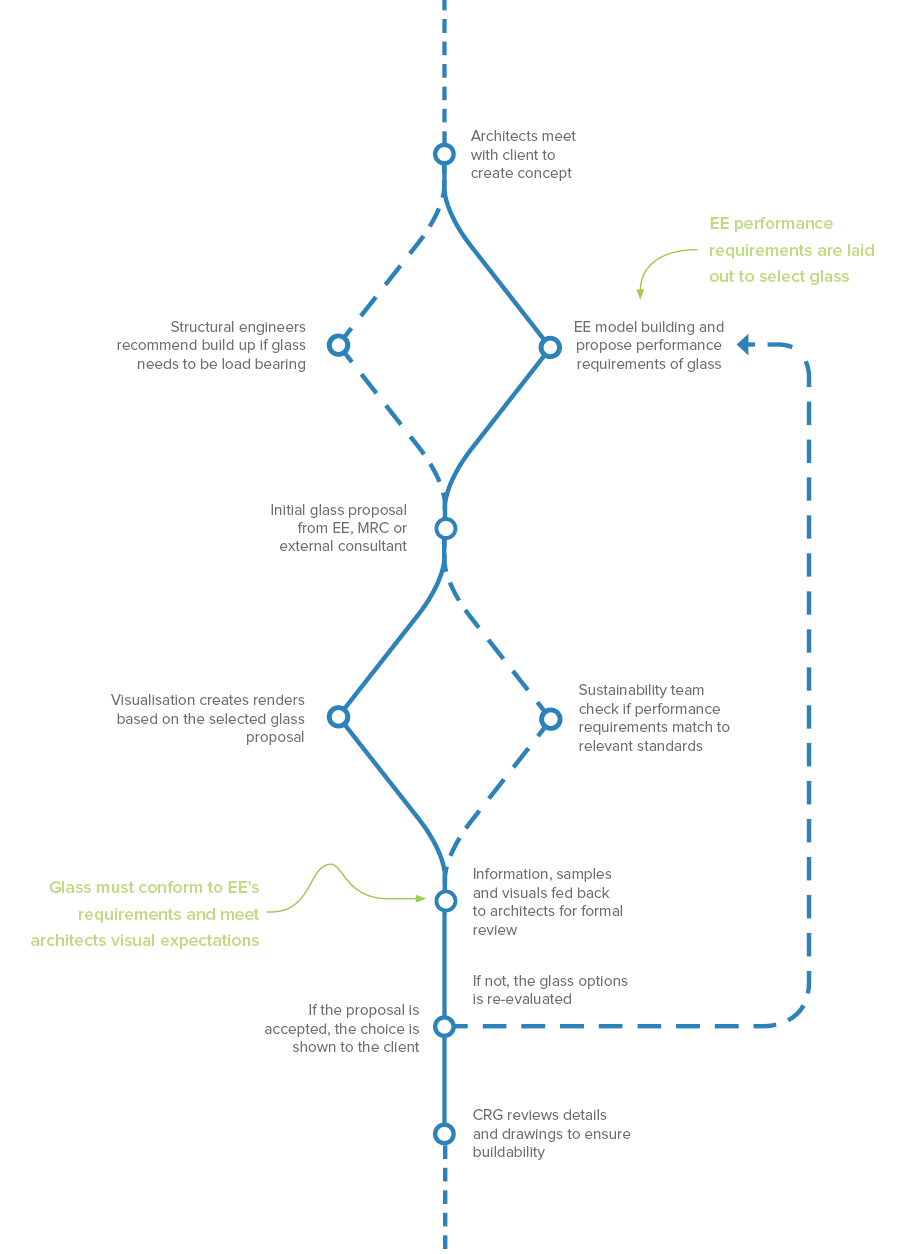 Architects meet
with client to
create concept
EE performance
requirements are laid
out to select glass
Structural engineers
recommend build up if glass
needs to be load bearing
EE model building and
propose performance
requirements of glass
Initial glass proposal
from EE, MRC or
external consultant
Visualisation creates renders
based on the selected glass
proposal
Sustainability team
check if performance
requirements match to
relevant standards
Glass must conform to EE's
requirements and meet
architects visual expectations
Information, samples
and visuals fed back
to architects for formal
review
If not, the glass options
is re-evaluated
If the proposal is
accepted, the choice is
shown to the client
CRG reviews details
and drawings to ensure
buildability